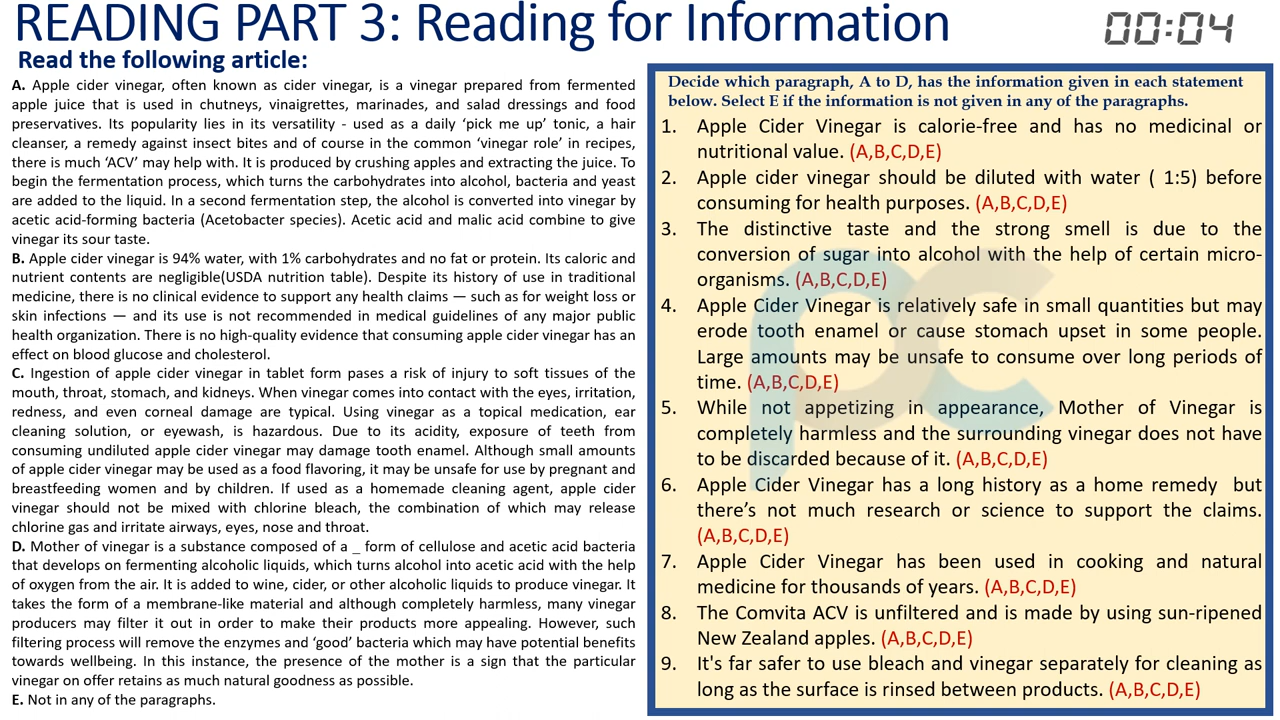 READING PART 3: Reading for Information
00:04
Read the following article:
A. Apple cider vinegar, often known as cider vinegar, is a vinegar prepared from fermented
apple juice that is used in chutneys, vinaigrettes, marinades, and salad dressings and food
preservatives. Its popularity lies in its versatility - used as a daily ‘pick me up’ tonic, a hair
cleanser, a remedy against insect bites and of course in the common ‘vinegar role’ in recipes,
there is much ‘ACV’ may help with. It is produced by crushing apples and extracting the juice. To
begin the fermentation process, which turns the carbohydrates into alcohol, bacteria and yeast
are added to the liquid. In a second fermentation step, the alcohol is converted into vinegar by
acetic acid-forming bacteria (Acetobacter species). Acetic acid and malic acid combine to give
vinegar its sour taste.
B. Apple cider vinegar is 94% water, with 1% carbohydrates and no fat or protein. Its caloric and
nutrient contents are negligible(USDA nutrition table). Despite its history of use in traditional
medicine, there is no clinical evidence to support any health claims — such as for weight loss or
skin infections — and its use is not recommended in medical guidelines of any major public
health organization. There is no high-quality evidence that consuming apple cider vinegar has an
effect on blood glucose and cholesterol.
C. Ingestion of apple cider vinegar in tablet form pases a risk of injury to soft tissues of the
mouth, throat, stomach, and kidneys. When vinegar comes into contact with the eyes, irritation,
redness, and even corneal damage are typical. Using vinegar as a topical medication, ear
cleaning solution, or eyewash, is hazardous. Due to its acidity, exposure of teeth from
consuming undiluted apple cider vinegar may damage tooth enamel. Although small amounts
of apple cider vinegar may be used as a food flavoring, it may be unsafe for use by pregnant and
breastfeeding women and by children. If used as a homemade cleaning agent, apple cider
vinegar should not be mixed with chlorine bleach, the combination of which may release
chlorine gas and irritate airways, eyes, nose and throat.
D. Mother of vinegar is a substance composed of a _ form of cellulose and acetic acid bacteria
that develops on fermenting alcoholic liquids, which turns alcohol into acetic acid with the help
of oxygen from the air. It is added to wine, cider, or other alcoholic liquids to produce vinegar. It
takes the form of a membrane-like material and although completely harmless, many vinegar
producers may filter it out in order to make their products more appealing. However, such
filtering process will remove the enzymes and ‘good’ bacteria which may have potential benefits
towards wellbeing. In this instance, the presence of the mother is a sign that the particular
vinegar on offer retains as much natural goodness as possible.
E. Not in any of the paragraphs.
Decide which paragraph, A to D, has the information given in each statement
below. Select E if the information is not given in any of the paragraphs.
1. Apple Cider Vinegar is calorie-free and has no medicinal or
nutritional value. (A,B,C,D,E)
2. Apple cider vinegar should be diluted with water ( 1:5) before
consuming for health purposes. (A,B,C,D,E)
3. The distinctive taste and the strong smell is due to the
conversion of sugar into alcohol with the help of certain micro-
organisms. (A,B,C,D,E)
4. Apple Cider Vinegar is relatively safe in small quantities but may
erode tooth enamel or cause stomach upset in some people.
Large amounts may be unsafe to consume over long periods of
time. (A,B,C,D,E)
5. While not appetizing in appearance, Mother of Vinegar is
completely harmless and the surrounding vinegar does not have
to be discarded because of it. (A,B,C,D,E)
6. Apple Cider Vinegar has a long history as a home remedy but
there’s not much research or science to support the claims.
(A,B,C,D,E)
7. Apple Cider Vinegar has been used in cooking and natural
medicine for thousands of years. (A,B,C,D,E)
8. The Comvita ACV is unfiltered and is made by using sun-ripened
New Zealand apples. (A,B,C,D,E)
9. It's far safer to use bleach and vinegar separately for cleaning as
long as the surface is rinsed between products. (A,B,C,D,E)
pc